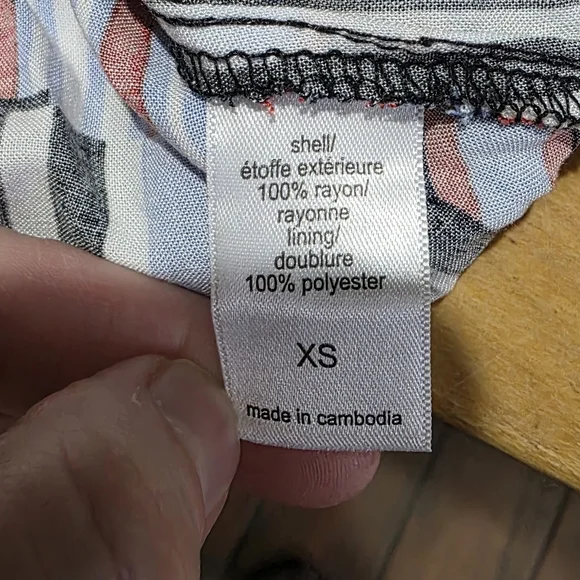 shell/
étoffe extérieure
100% rayon/
rayonne
lining/
doublure
100% polyester
XS
made in cambodia